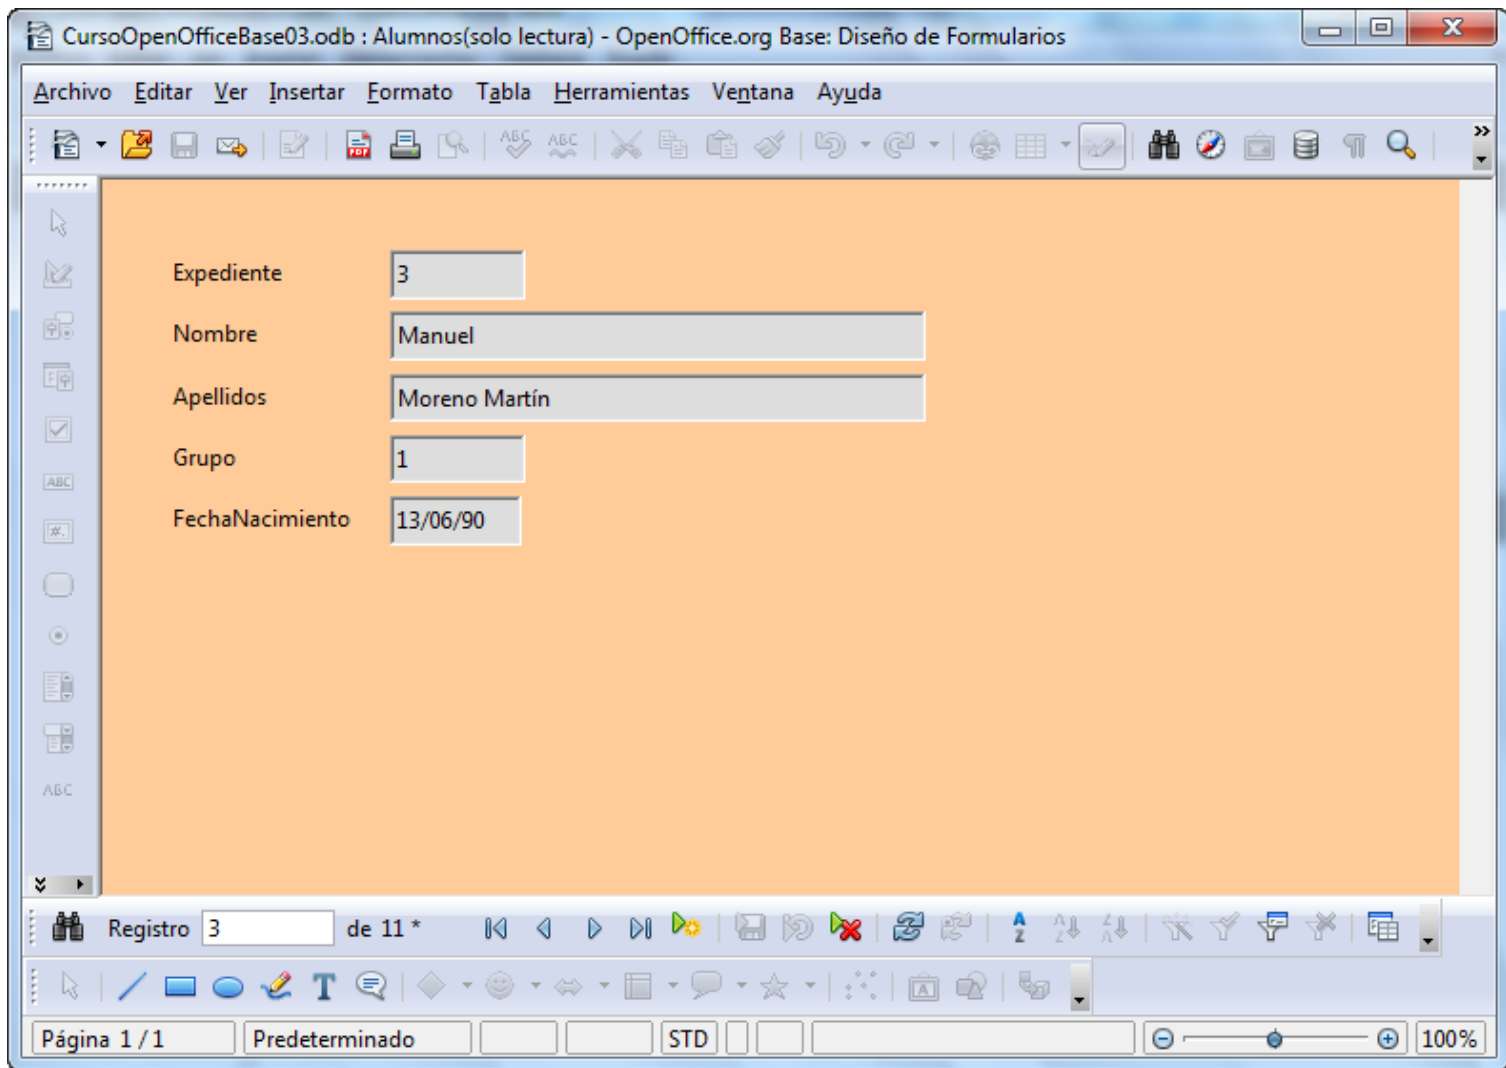 CursoOpenOfficeBase03.odb : Alumnos(solo lectura) - OpenOffice.org Base: Diseño de Formularios
Archivo Editar Ver Insertar Formato Tabla Herramientas Ventana Ayuda
Expediente 3
Nombre Manuel
Apellidos Moreno Martín
Grupo 1
FechaNacimiento 13/06/90
Registro 3 de 11 *
Página 1 / 1 Predeterminado STD 100%